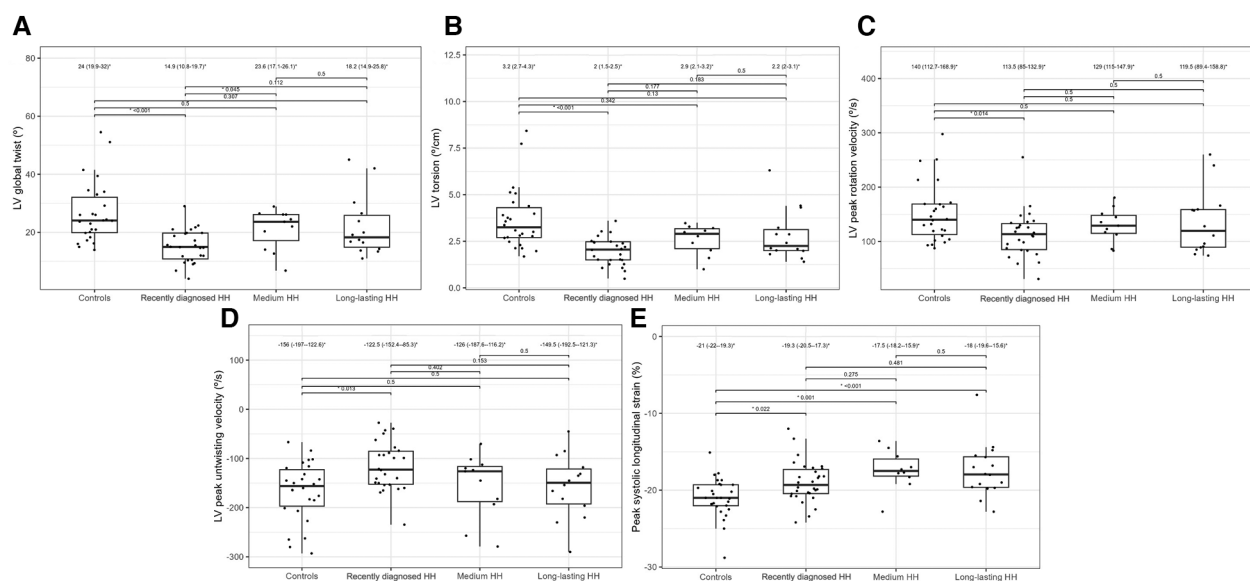 A
LV global twist (º)
80
60
40
20
0
24 (19.9-32)*
14.9 (10.8-19.7)*
23.6 (17.1-26.1)*
18.2 (14.9-25.8)*
0.5
0.112
* 0.045
0.307
0.5
* <0.001
Controls
Recently diagnosed HH
Medium HH
Long-lasting HH
B
LV torsion (º/cm)
12.5
10.0
7.5
5.0
2.5
0.0
3.2 (2.7-4.3)*
2 (1.5-2.5)*
2.9 (2.1-3.2)*
2.2 (2-3.1)*
0.5
0.183
0.177
0.13
0.342
* <0.001
Controls
Recently diagnosed HH
Medium HH
Long-lasting HH
C
LV peak rotation velocity (º/s)
400
300
200
100
140 (112.7-168.9)*
113.5 (85-132.9)*
129 (115-147.9)*
119.5 (89.4-158.8)*
0.5
0.5
0.5
0.5
0.5
* 0.014
Controls
Recently diagnosed HH
Medium HH
Long-lasting HH
D
LV peak untwisting velocity (º/s)
100
0
-100
-200
-300
-156 (-197--122.6)*
-122.5 (-152.4--85.3)*
-126 (-187.6--116.2)*
-149.5 (-192.5--121.3)*
0.5
0.153
0.402
0.5
0.5
* 0.013
Controls
Recently diagnosed HH
Medium HH
Long-lasting HH
E
Peak systolic longitudinal strain (%)
0
-10
-20
-30
-21 (-22--19.3)*
-19.3 (-20.5--17.3)*
-17.5 (-18.2--15.9)*
-18 (-19.6--15.6)*
0.5
0.481
0.275
* <0.001
* 0.001
* 0.022
Controls
Recently diagnosed HH
Medium HH
Long-lasting HH